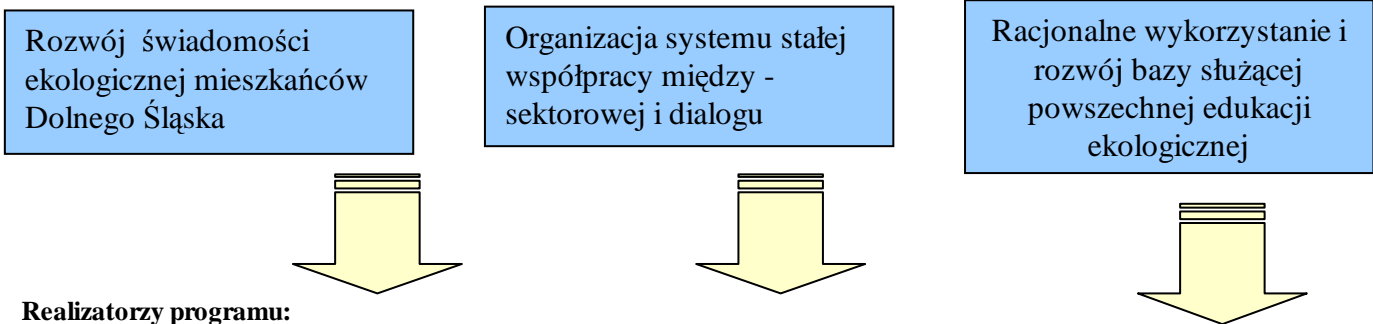 Rozwój świadomości
ekologicznej mieszkańców
Dolnego Śląska
Organizacja systemu stałej
współpracy między -
sektorowej i dialogu
Racjonalne wykorzystanie i
rozwój bazy służącej
powszechnej edukacji
ekologicznej
Realizatorzy programu: